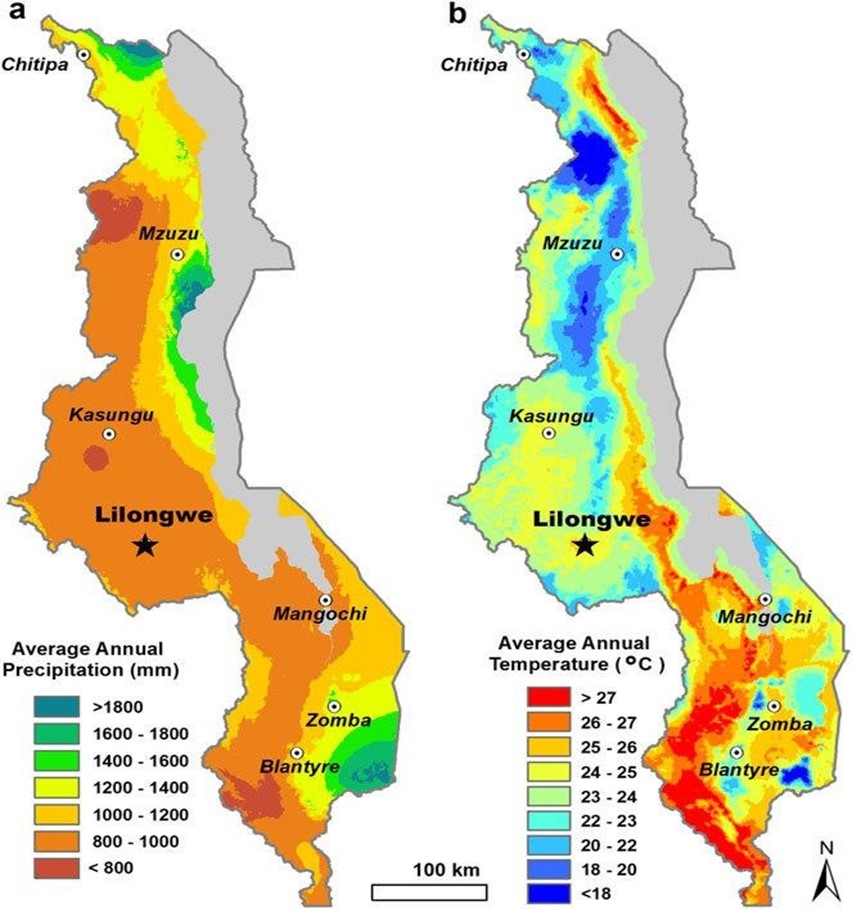 a
Chitipa
Mzuzu
Kasungu
Lilongwe
Mangochi
Zomba
Blantyre
Average Annual
Precipitation (mm)
>1800
1600 - 1800
1400 - 1600
1200 - 1400
1000 - 1200
800 - 1000
< 800
100 km
b
Chitipa
Mzuzu
Kasungu
Lilongwe
Mangochi
Zomba
Blantyre
Average Annual
Temperature ( °C )
> 27
26 - 27
25 - 26
24 - 25
23 - 24
22 - 23
20 - 22
18 - 20
<18
N